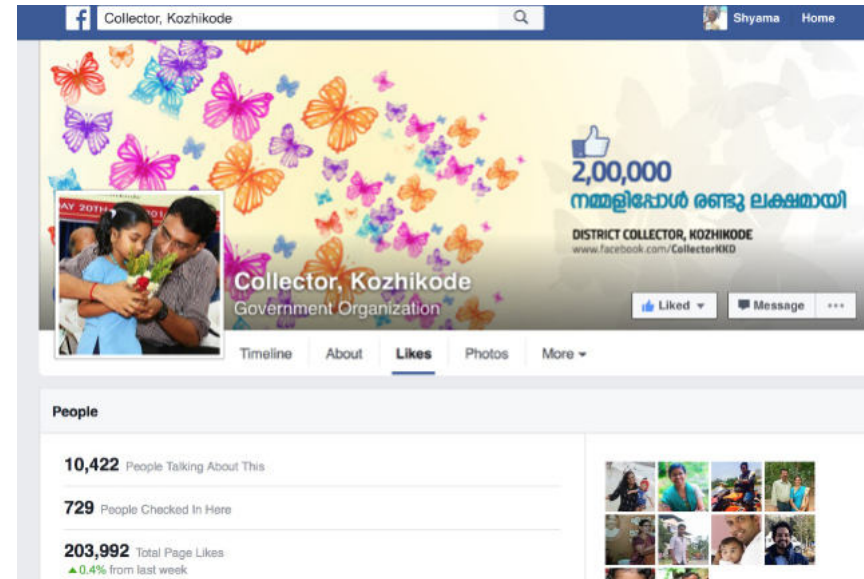 Collector, Kozhikode
Shyama Home
2,00,000
നമ്മളിപ്പോൾ രണ്ടു ലക്ഷമായി
DISTRICT COLLECTOR, KOZHIKODE
www.facebook.com/CollectorKKD
AY 20TH
Collector, Kozhikode
Government Organization
Liked
Message
Timeline About Likes Photos More
People
10,422 People Talking About This
729 People Checked In Here
203,992 Total Page Likes
▲0.4% from last week